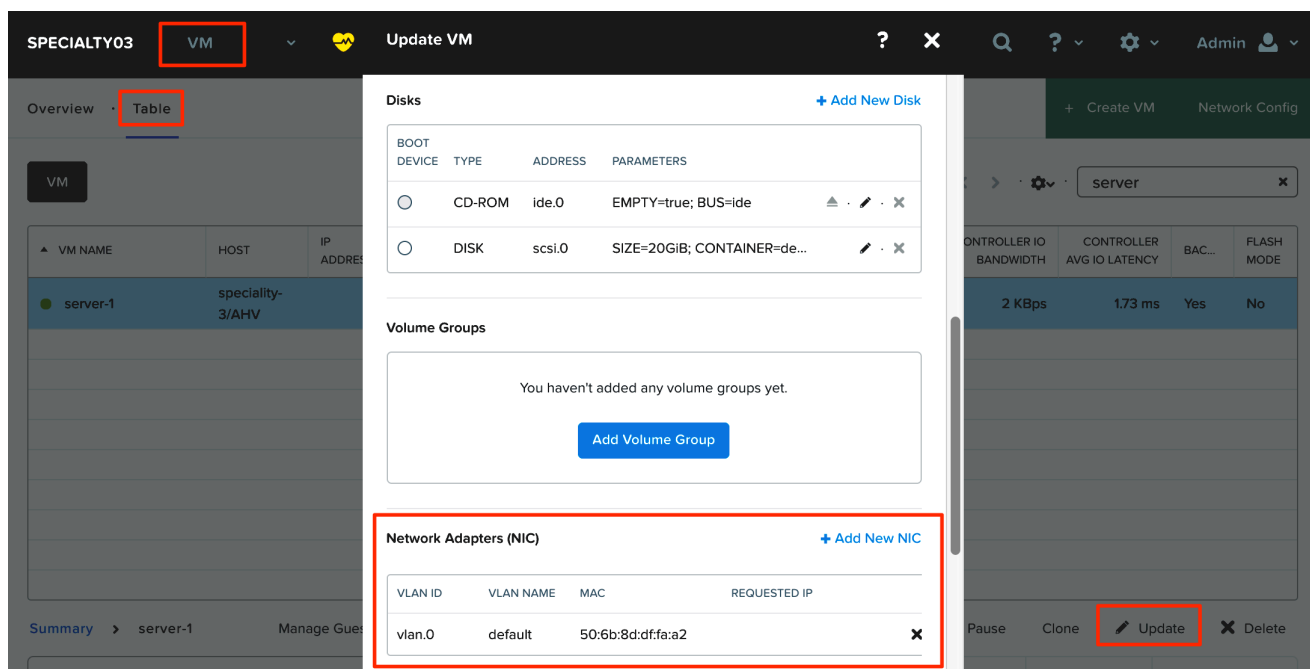 SPECIALTY03 VM Update VM ? × ? Admin
Overview · Table + Create VM Network Config
VM server ×
VM NAME HOST IP ADDRES CONTROLLER IO BANDWIDTH CONTROLLER AVG IO LATENCY BAC... FLASH MODE
server-1 speciality-3/AHV 2 KBps 1.73 ms Yes No
Disks + Add New Disk
BOOT DEVICE TYPE ADDRESS PARAMETERS
CD-ROM ide.0 EMPTY=true; BUS=ide
DISK scsi.0 SIZE=20GiB; CONTAINER=de...
Volume Groups
You haven't added any volume groups yet.
Add Volume Group
Network Adapters (NIC) + Add New NIC
VLAN ID VLAN NAME MAC REQUESTED IP
vlan.0 default 50:6b:8d:df:fa:a2
Summary > server-1 Manage Gues Pause Clone Update Delete